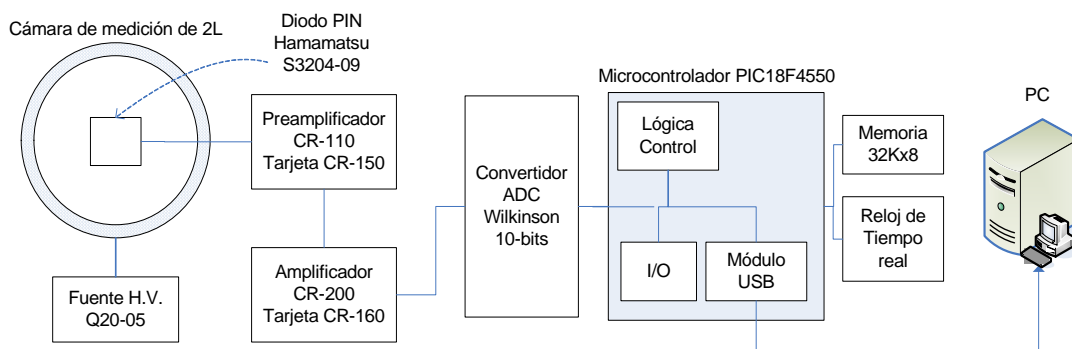 Cámara de medición de 2L
Diodo PIN
Hamamatsu
S3204-09
Preamplificador
CR-110
Tarjeta CR-150
Fuente H.V.
Q20-05
Amplificador
CR-200
Tarjeta CR-160
Convertidor
ADC
Wilkinson
10-bits
Microcontrolador PIC18F4550
Lógica
Control
I/O
Módulo
USB
Memoria
32Kx8
Reloj de
Tiempo
real
PC